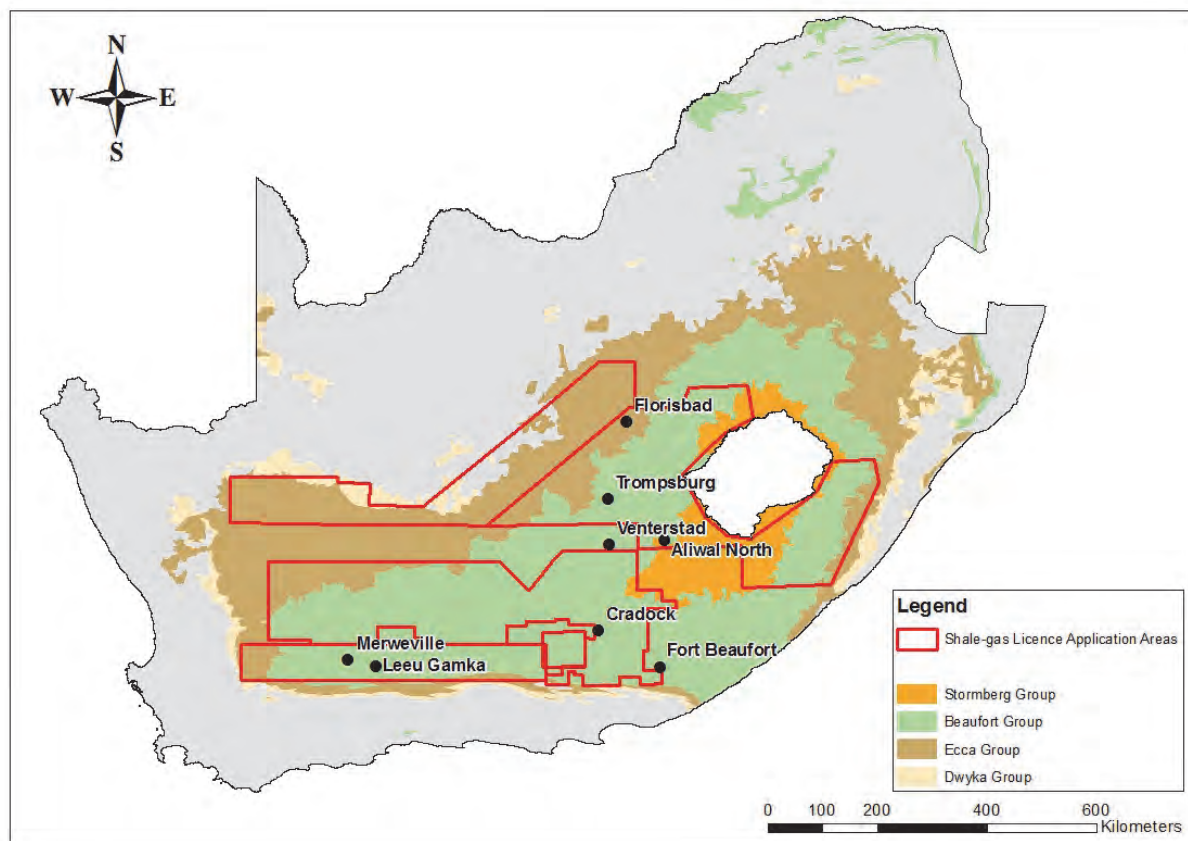 N
W E
S
Florisbad
Trompsburg
Venterstad
Aliwal North
Cradock
Merweville
Fort Beaufort
Leeu Gamka
Legend
Shale-gas Licence Application Areas
Stormberg Group
Beaufort Group
Ecca Group
Dwyka Group
0 100 200 400 600
Kilometers